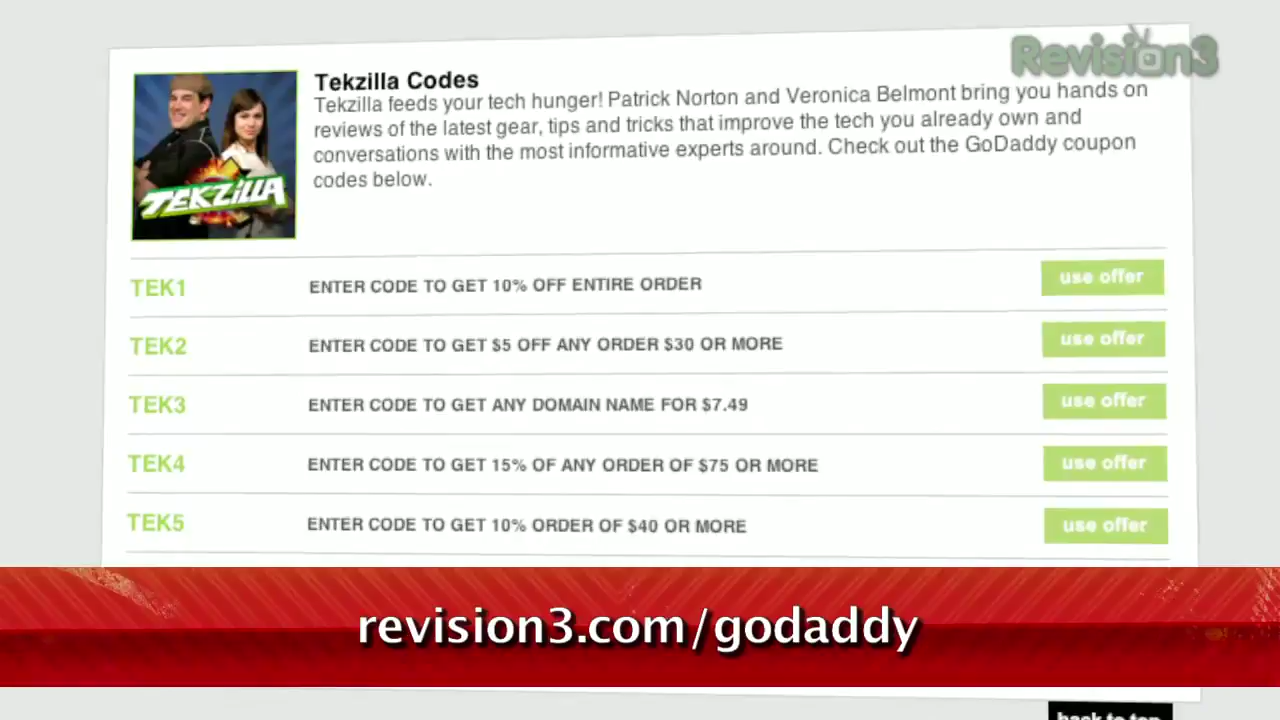 Revision3
Tekzilla Codes
Tekzilla feeds your tech hunger! Patrick Norton and Veronica Belmont bring you hands on
reviews of the latest gear, tips and tricks that improve the tech you already own and
conversations with the most informative experts around. Check out the GoDaddy coupon
codes below.
TEKZILLA
TEK1 ENTER CODE TO GET 10% OFF ENTIRE ORDER use offer
TEK2 ENTER CODE TO GET $5 OFF ANY ORDER $30 OR MORE use offer
TEK3 ENTER CODE TO GET ANY DOMAIN NAME FOR $7.49 use offer
TEK4 ENTER CODE TO GET 15% OF ANY ORDER OF $75 OR MORE use offer
TEK5 ENTER CODE TO GET 10% ORDER OF $40 OR MORE use offer
revision3.com/godaddy
back to top